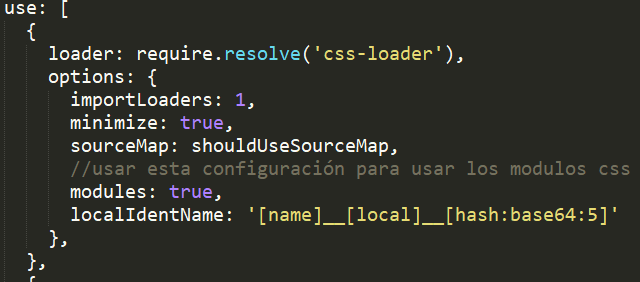 use: [
{
loader: require.resolve('css-loader'),
options: {
importLoaders: 1,
minimize: true,
sourceMap: shouldUseSourceMap,
//usar esta configuración para usar los modulos css
modules: true,
localIdentName: '[name]__[local]__[hash:base64:5]'
},
},